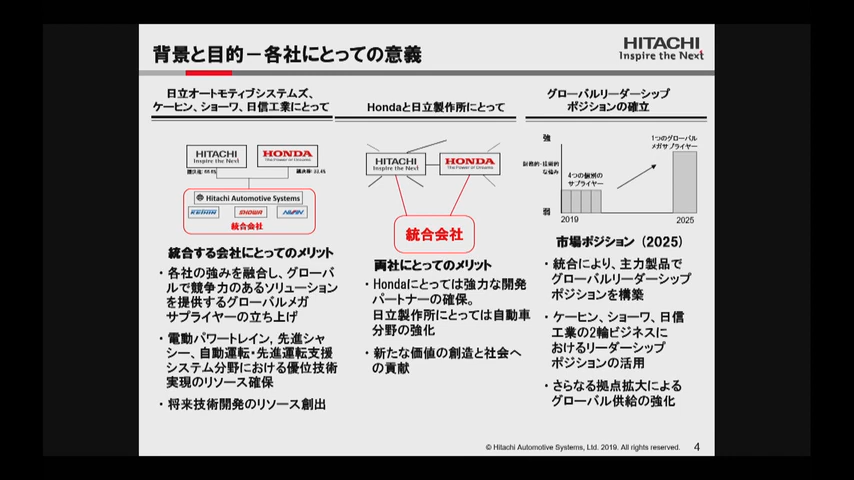 背景と目的－各社にとっての意義
HITACHI
Inspire the Next
日立オートモティブシステムズ、
ケーヒン、ショーワ、日信工業にとって
HITACHI
Inspire the Next
HONDA
The Power of Dreams
議決権: 66.6%
議決権: 33.4%
Hitachi Automotive Systems
KEIHIN
SHOWA
NISSIN
統合会社
統合する会社にとってのメリット
・各社の強みを融合し、グローバ
ルで競争力のあるソリューション
を提供するグローバルメガ
サプライヤーの立ち上げ
・電動パワートレイン, 先進シャ
シー、自動運転・先進運転支援
システム分野における優位技術
実現のリソース確保
・将来技術開発のリソース創出
Hondaと日立製作所にとって
HITACHI
Inspire the Next
HONDA
The Power of Dreams
統合会社
両社にとってのメリット
・Hondaにとっては強力な開発
パートナーの確保。
日立製作所にとっては自動車
分野の強化
・新たな価値の創造と社会へ
の貢献
グローバルリーダーシップ
ポジションの確立
強
財務的・技術的
な強み
弱
4つの個別の
サプライヤー
1つのグローバル
メガサプライヤー
2019
2025
市場ポジション（2025）
・統合により、主力製品で
グローバルリーダーシップ
ポジションを構築
・ケーヒン、ショーワ、日信
工業の2輪ビジネスに
おけるリーダーシップ
ポジションの活用
・さらなる拠点拡大による
グローバル供給の強化
© Hitachi Automotive Systems, Ltd. 2019. All rights reserved.
4